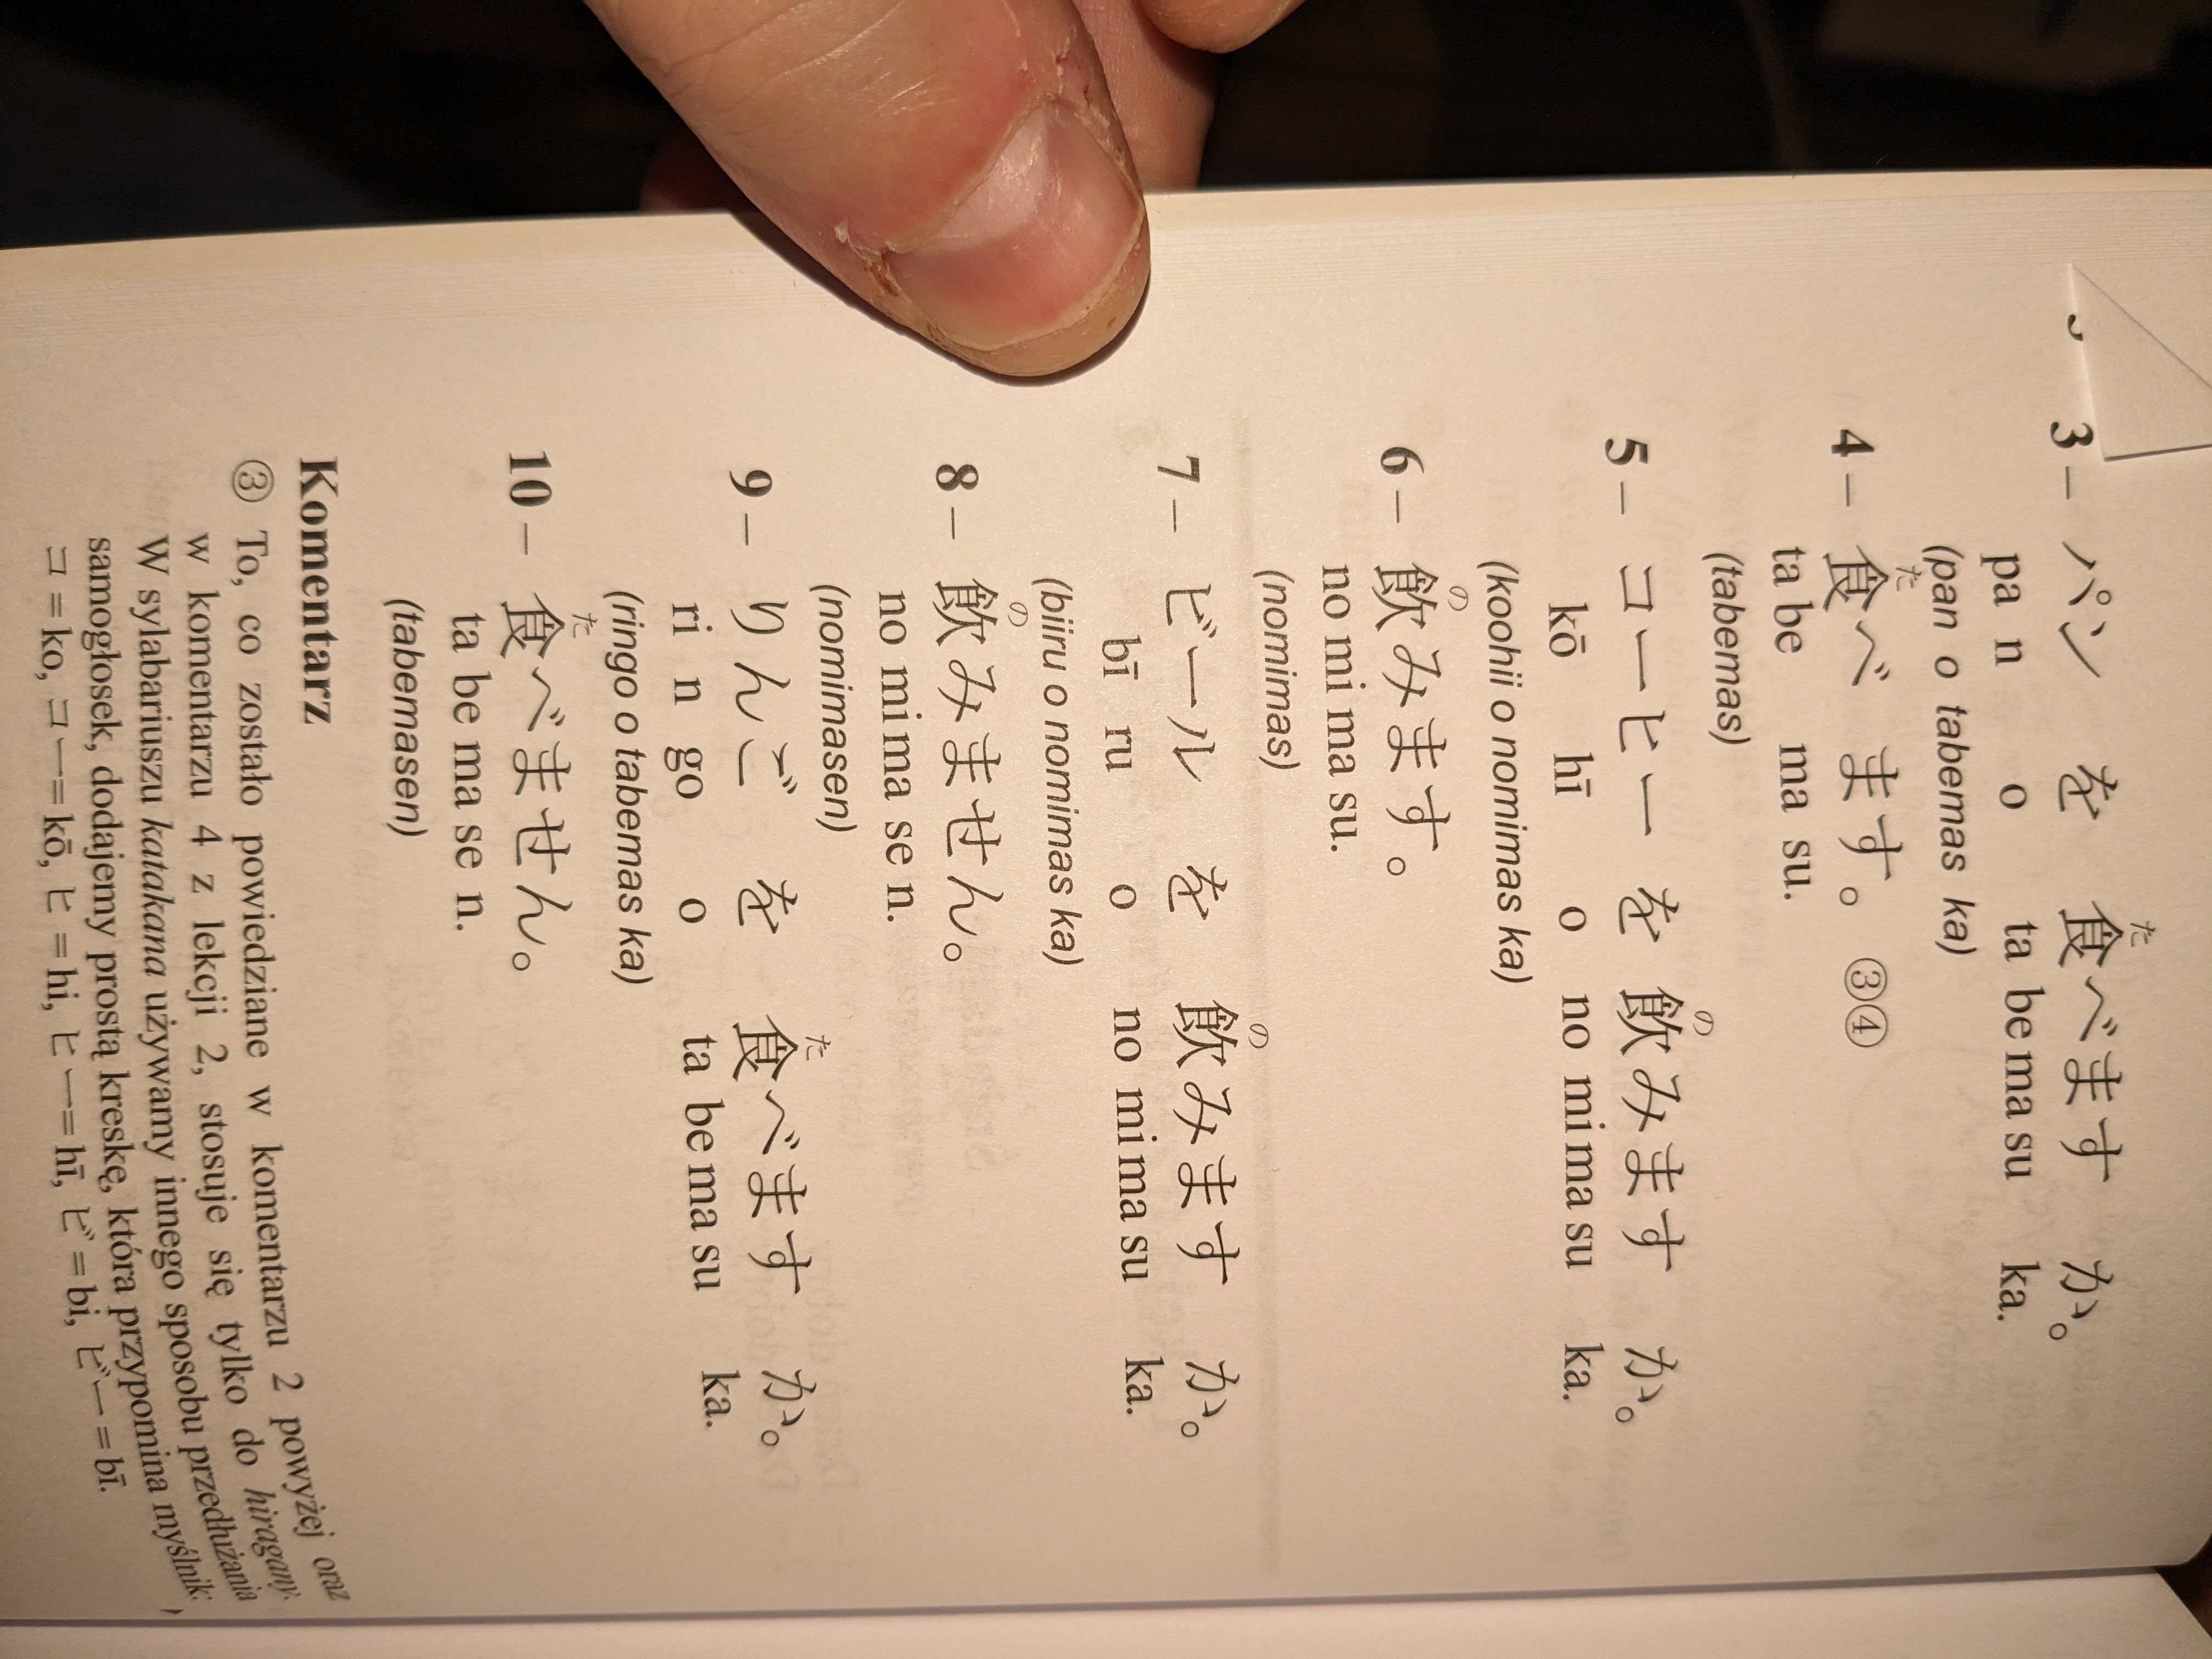 3 – パン を 食べます か。
た
pa n o ta be ma su ka.
(pan o tabemas ka)
4 – 食べ ます。 ③④
た
ta be ma su.
(tabemas)
5 – コーヒー を 飲みます か。
の
kō hī o no mi ma su ka.
(koohii o nomimas ka)
6 – 飲みます。
の
no mi ma su.
(nomimas)
7 – ビール を 飲みます か。
の
bī ru o no mi ma su ka.
(biiru o nomimas ka)
8 – 飲みません。
の
no mi ma se n.
(nomimasen)
9 – りんご を 食べます か。
た
ri n go o ta be ma su ka.
(ringo o tabemas ka)
10 – 食べません。
た
ta be ma se n.
(tabemasen)
Komentarz
③ To, co zostało powiedziane w komentarzu 2 powyżej oraz
w komentarzu 4 z lekcji 2, stosuje się tylko do hiragany.
W sylabariuszu katakana używamy innego sposobu przedłużania
samogłosek, dodajemy prostą kreskę, która przypomina myślnik:
コ = ko, コー = kō, ヒ = hi, ヒー = hī, ビ = bi, ビー = bī.